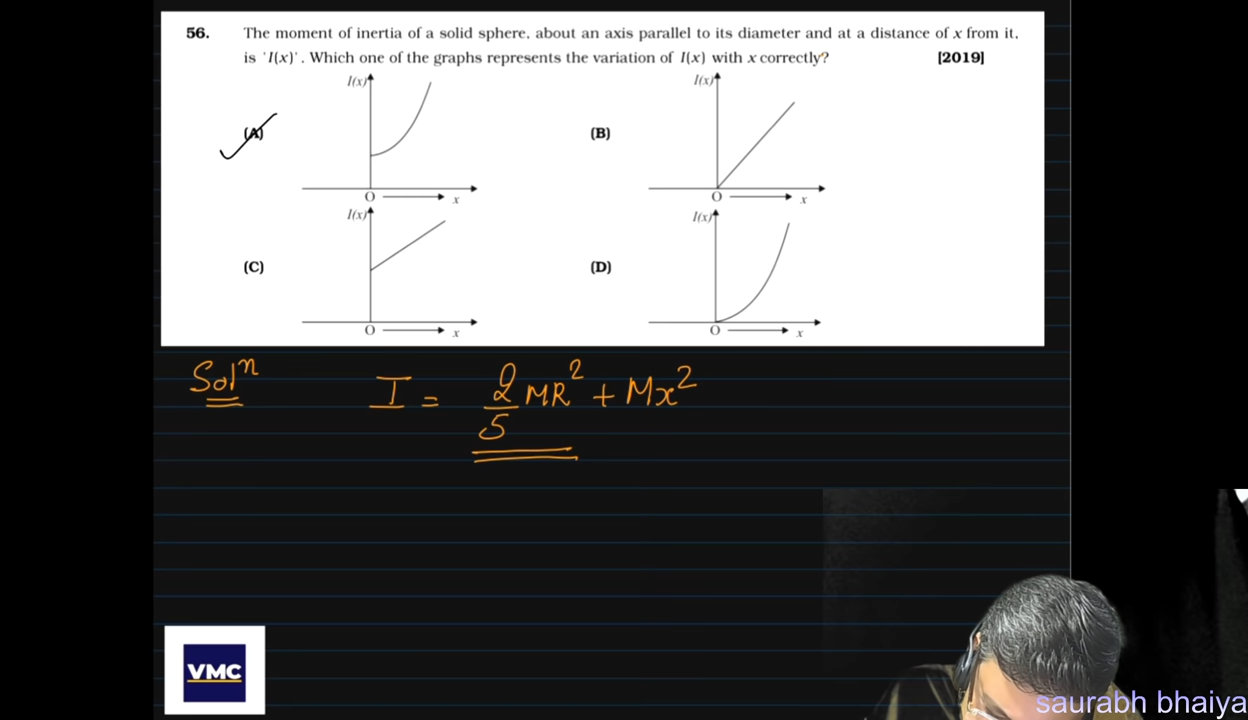 56. The moment of inertia of a solid sphere, about an axis parallel to its diameter and at a distance of x from it,
is 'I(x)'. Which one of the graphs represents the variation of I(x) with x correctly? [2019]
I(x) I(x)
(A) (B)
O x O x
I(x) I(x)
(C) (D)
O x O x
Solⁿ I = 2/5 MR² + Mx²
VMC
saurabh bhaiya